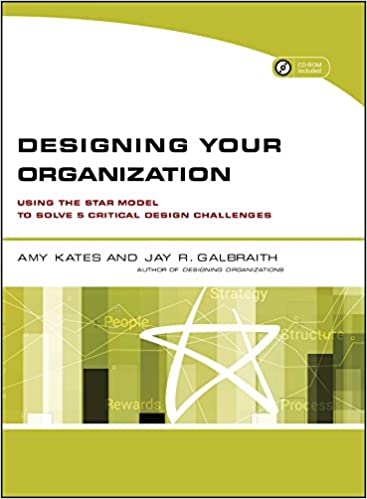 CD-ROM
Included
DESIGNING YOUR
ORGANIZATION
USING THE STAR MODEL
TO SOLVE 5 CRITICAL DESIGN CHALLENGES
AMY KATES AND JAY R. GALBRAITH
AUTHOR OF DESIGNING ORGANIZATIONS
Strategy
People
Structure
Rewards
Process